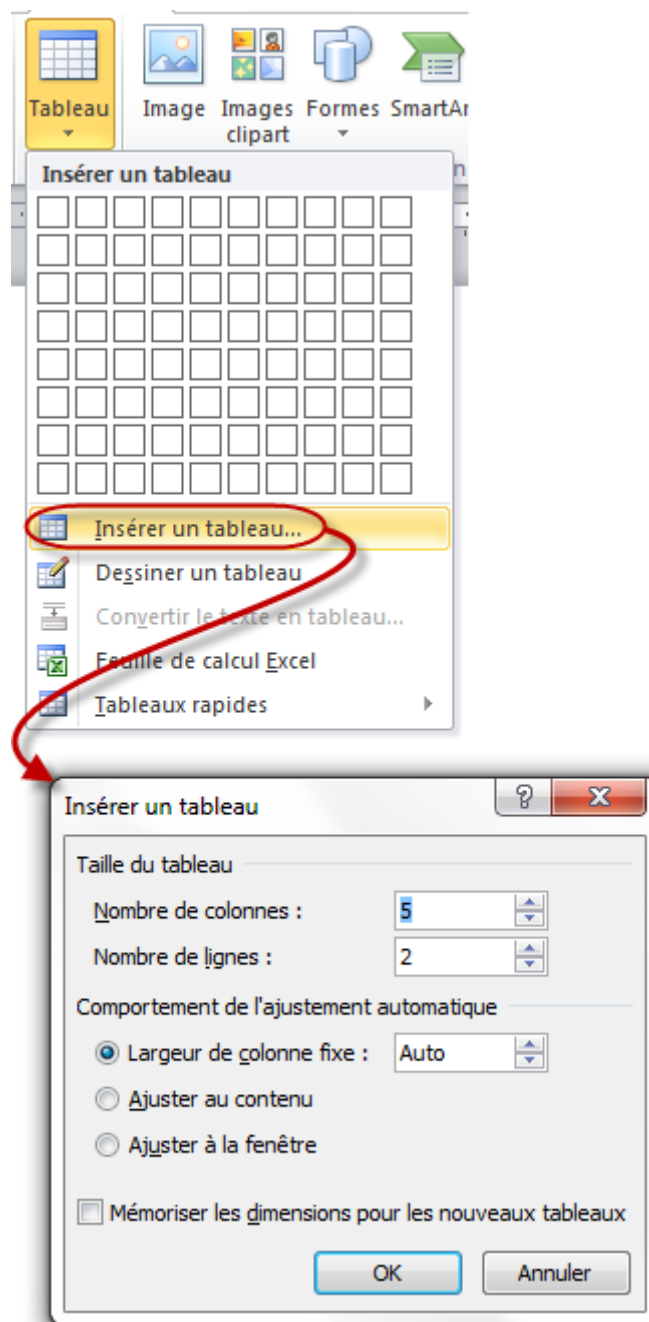 Tableau Image Images Formes SmartAr
clipart
Insérer un tableau
Insérer un tableau...
Dessiner un tableau
Convertir le texte en tableau...
Feuille de calcul Excel
Tableaux rapides
Insérer un tableau
Taille du tableau
Nombre de colonnes : 5
Nombre de lignes : 2
Comportement de l'ajustement automatique
Largeur de colonne fixe : Auto
Ajuster au contenu
Ajuster à la fenêtre
Mémoriser les dimensions pour les nouveaux tableaux
OK Annuler